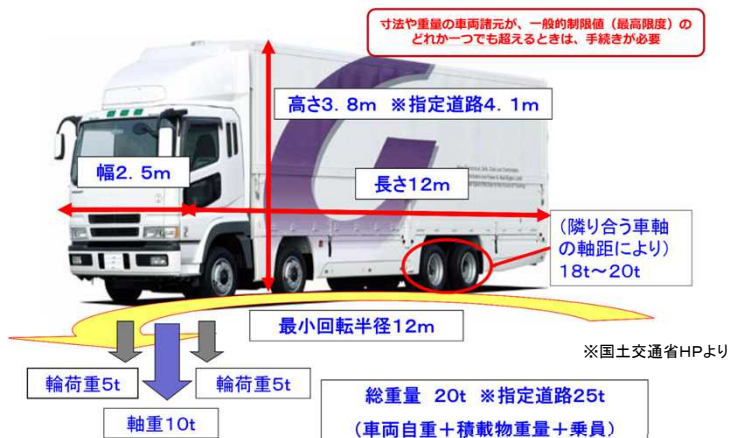 寸法や重量の車両諸元が、一般的制限値（最高限度）の
どれか一つでも超えるときは、手続きが必要
高さ3.8m ※指定道路4.1m
幅2.5m
長さ12m
（隣り合う車軸
の軸距により）
18t～20t
最小回転半径12m
※国土交通省HPより
輪荷重5t
輪荷重5t
軸重10t
総重量 20t ※指定道路25t
（車両自重＋積載物重量＋乗員）